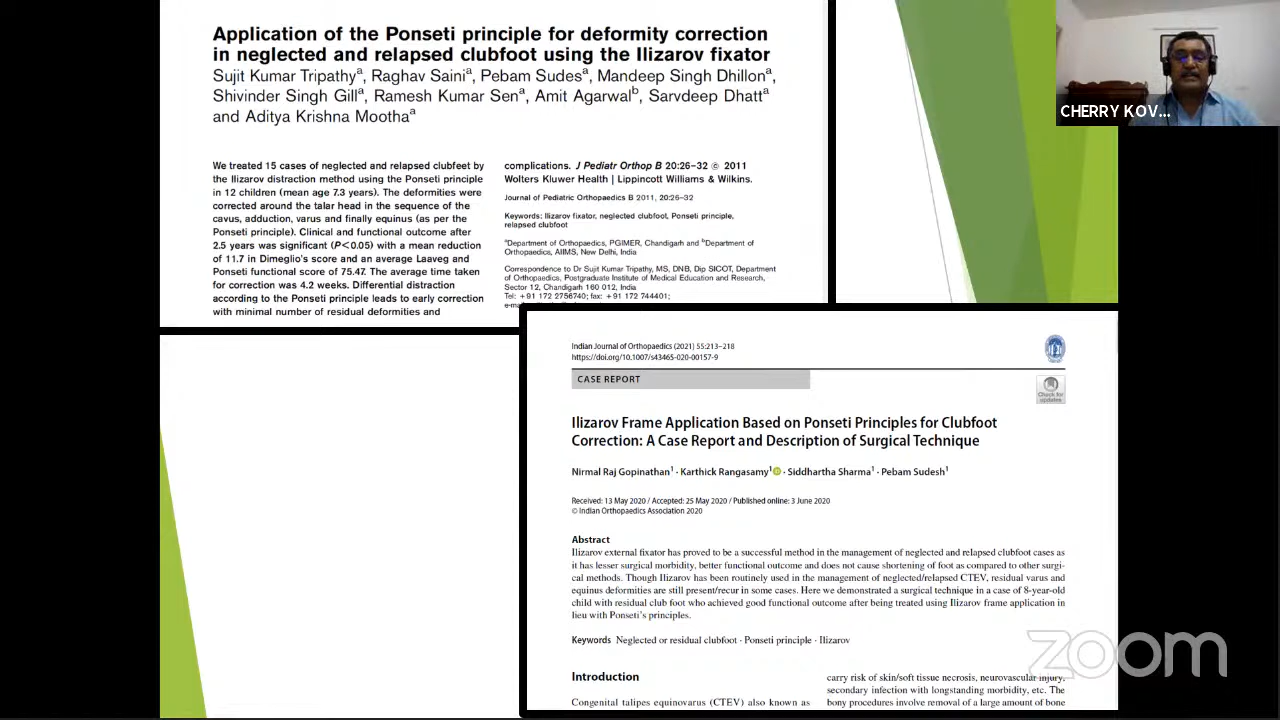 Application of the Ponseti principle for deformity correction
in neglected and relapsed clubfoot using the Ilizarov fixator
Sujit Kumar Tripathyᵃ, Raghav Sainiᵃ, Pebam Sudesᵃ, Mandeep Singh Dhillonᵃ,
Shivinder Singh Gillᵃ, Ramesh Kumar Senᵃ, Amit Agarwalᵇ, Sarvdeep Dhattᵃ
and Aditya Krishna Moothaᵃ
We treated 15 cases of neglected and relapsed clubfeet by
the Ilizarov distraction method using the Ponseti principle
in 12 children (mean age 7.3 years). The deformities were
corrected around the talar head in the sequence of the
cavus, adduction, varus and finally equinus (as per the
Ponseti principle). Clinical and functional outcome after
2.5 years was significant (P<0.05) with a mean reduction
of 11.7 in Dimeglio's score and an average Laaveg and
Ponseti functional score of 75.47. The average time taken
for correction was 4.2 weeks. Differential distraction
according to the Ponseti principle leads to early correction
with minimal number of residual deformities and
complications. J Pediatr Orthop B 20:26–32 © 2011
Wolters Kluwer Health | Lippincott Williams & Wilkins.
Journal of Pediatric Orthopaedics B 2011, 20:26–32
Keywords: Ilizarov fixator, neglected clubfoot, Ponseti principle,
relapsed clubfoot
ᵃDepartment of Orthopaedics, PGIMER, Chandigarh and ᵇDepartment of
Orthopaedics, AIIMS, New Delhi, India
Correspondence to Dr Sujit Kumar Tripathy, MS, DNB, Dip SICOT, Department
of Orthopaedics, Postgraduate Institute of Medical Education and Research,
Sector 12, Chandigarh 160 012, India
Tel: +91 172 2756740; fax: +91 172 744401;
CHERRY KOV...
Indian Journal of Orthopaedics (2021) 55:213–218
https://doi.org/10.1007/s43465-020-00157-9
CASE REPORT
Check for
updates
Ilizarov Frame Application Based on Ponseti Principles for Clubfoot
Correction: A Case Report and Description of Surgical Technique
Nirmal Raj Gopinathan¹ · Karthick Rangasamy¹ · Siddhartha Sharma¹ · Pebam Sudesh¹
Received: 13 May 2020 / Accepted: 25 May 2020 / Published online: 3 June 2020
© Indian Orthopaedics Association 2020
Abstract
Ilizarov external fixator has proved to be a successful method in the management of neglected and relapsed clubfoot cases as
it has lesser surgical morbidity, better functional outcome and does not cause shortening of foot as compared to other surgi-
cal methods. Though Ilizarov has been routinely used in the management of neglected/relapsed CTEV, residual varus and
equinus deformities are still present/recur in some cases. Here we demonstrated a surgical technique in a case of 8-year-old
child with residual club foot who achieved good functional outcome after being treated using Ilizarov frame application in
lieu with Ponseti's principles.
Keywords Neglected or residual clubfoot · Ponseti principle · Ilizarov
Introduction
Congenital talipes equinovarus (CTEV) also known as
carry risk of skin/soft tissue necrosis, neurovascular injury,
secondary infection with longstanding morbidity, etc. The
bony procedures involve removal of a large amount of bone
zoom